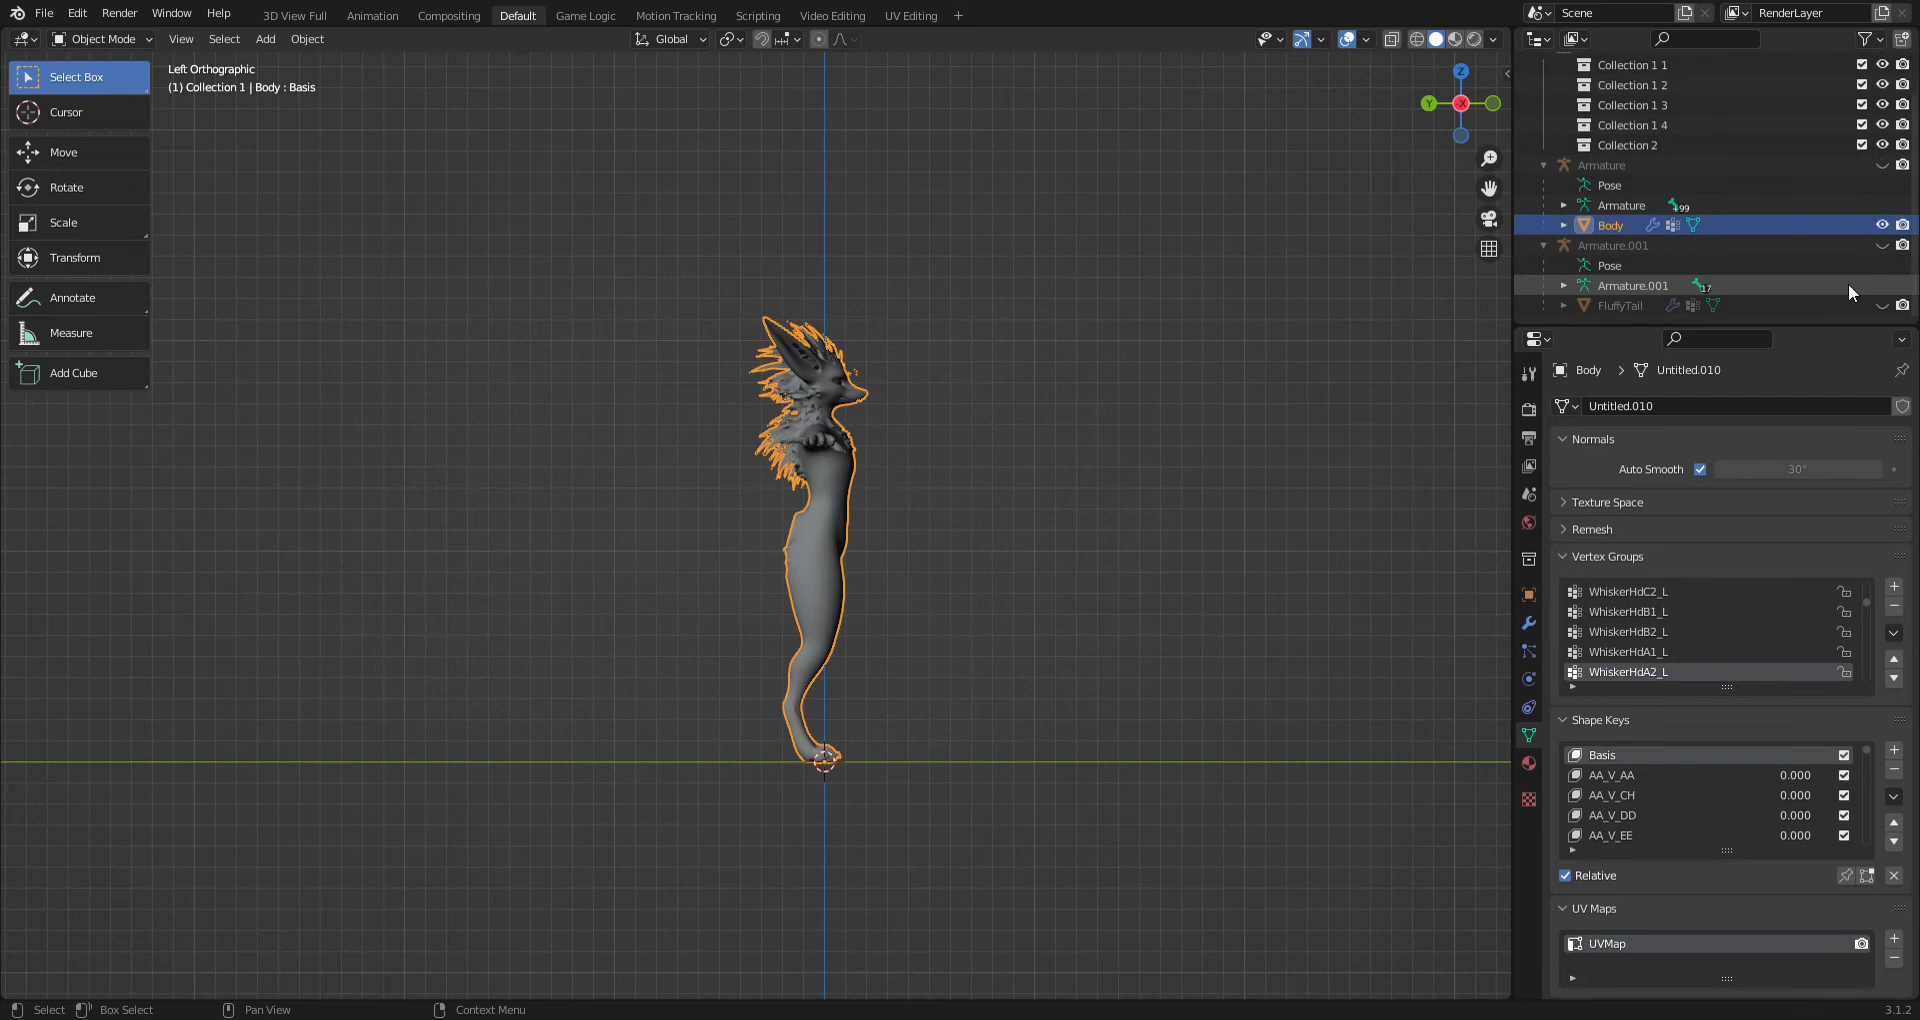 File Edit Render Window Help 3D View Full Animation Compositing Default Game Logic Motion Tracking Scripting Video Editing UV Editing + Scene RenderLayer
Object Mode View Select Add Object Global
Select Box
Cursor
Move
Rotate
Scale
Transform
Annotate
Measure
Add Cube
Left Orthographic
(1) Collection 1 | Body : Basis
Z
Y
-X
Collection 1 1
Collection 1 2
Collection 1 3
Collection 1 4
Collection 2
Armature
Pose
Armature 99
Body
Armature.001
Pose
Armature.001 17
FluffyTail
Body > Untitled.010
Untitled.010
Normals
Auto Smooth 30°
Texture Space
Remesh
Vertex Groups
WhiskerHdC2_L
WhiskerHdB1_L
WhiskerHdB2_L
WhiskerHdA1_L
WhiskerHdA2_L
Shape Keys
Basis
AA_V_AA 0.000
AA_V_CH 0.000
AA_V_DD 0.000
AA_V_EE 0.000
Relative
UV Maps
UVMap
Select Box Select Pan View Context Menu 3.1.2